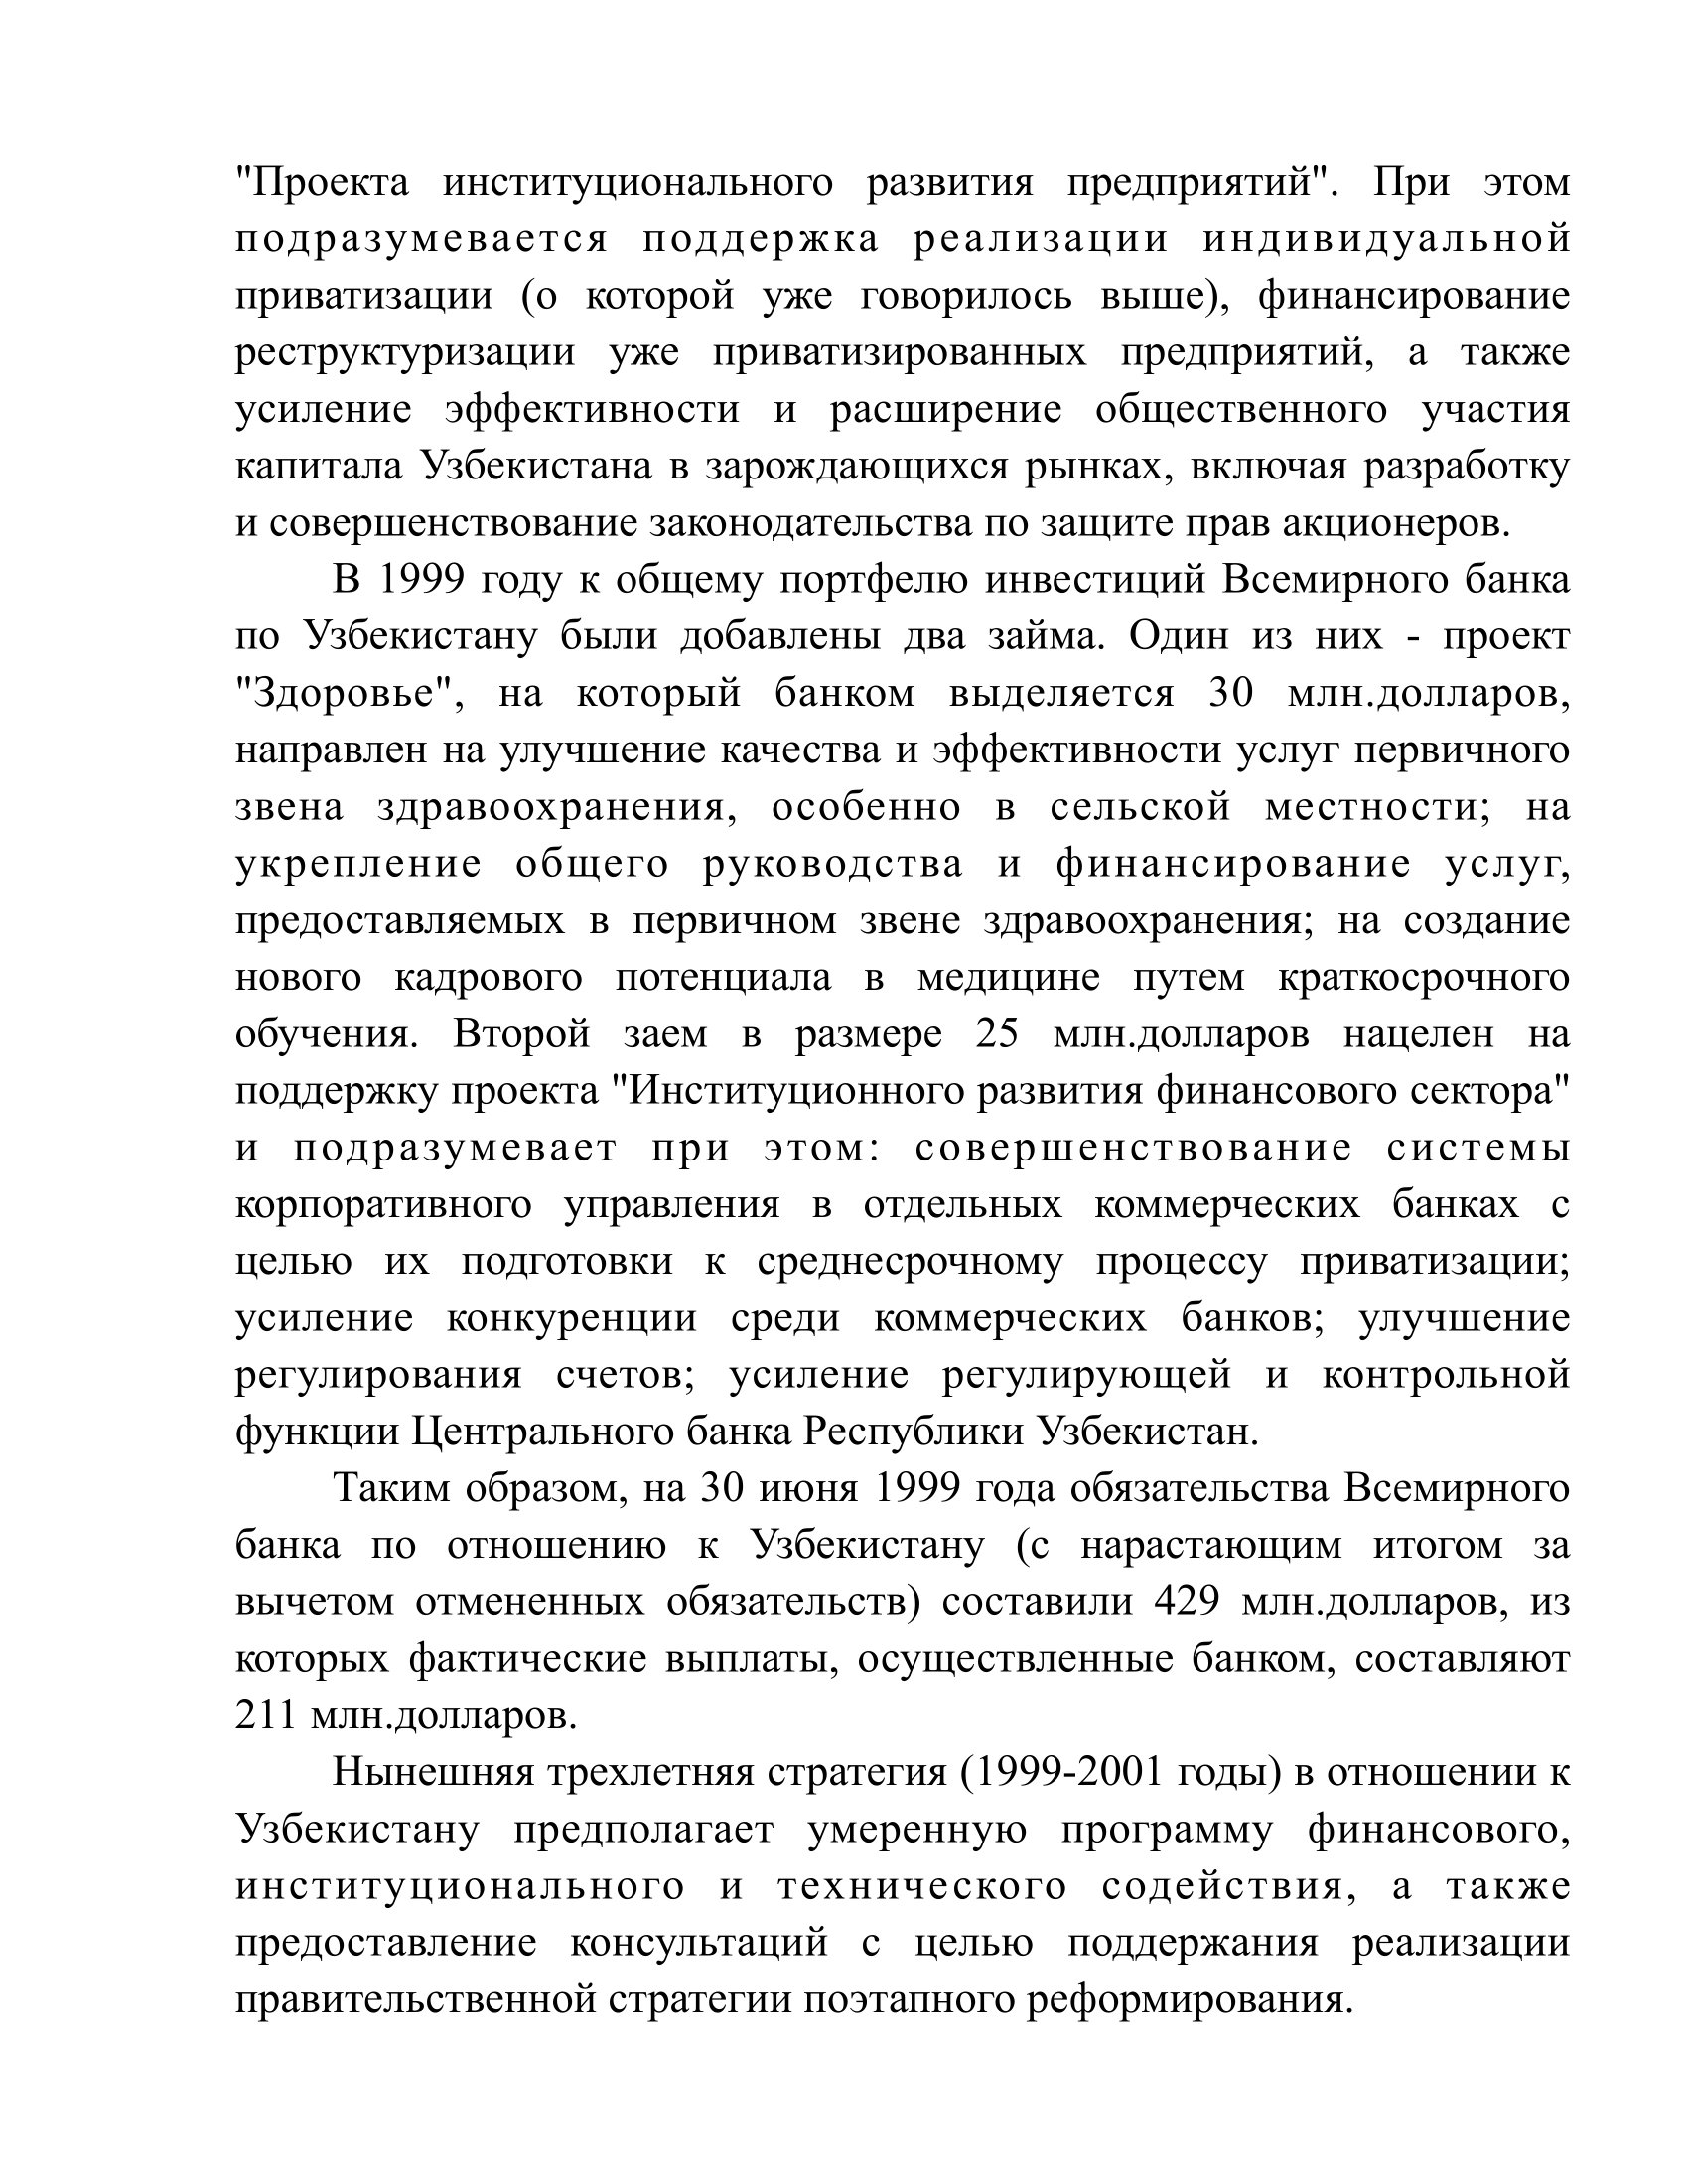 "Проекта институционального развития предприятий". При этом
подразумевается поддержка реализации индивидуальной
приватизации (о которой уже говорилось выше), финансирование
реструктуризации уже приватизированных предприятий, а также
усиление эффективности и расширение общественного участия
капитала Узбекистана в зарождающихся рынках, включая разработку
и совершенствование законодательства по защите прав акционеров.
В 1999 году к общему портфелю инвестиций Всемирного банка
по Узбекистану были добавлены два займа. Один из них - проект
"Здоровье", на который банком выделяется 30 млн.долларов,
направлен на улучшение качества и эффективности услуг первичного
звена здравоохранения, особенно в сельской местности; на
укрепление общего руководства и финансирование услуг,
предоставляемых в первичном звене здравоохранения; на создание
нового кадрового потенциала в медицине путем краткосрочного
обучения. Второй заем в размере 25 млн.долларов нацелен на
поддержку проекта "Институционного развития финансового сектора"
и подразумевает при этом: совершенствование системы
корпоративного управления в отдельных коммерческих банках с
целью их подготовки к среднесрочному процессу приватизации;
усиление конкуренции среди коммерческих банков; улучшение
регулирования счетов; усиление регулирующей и контрольной
функции Центрального банка Республики Узбекистан.
Таким образом, на 30 июня 1999 года обязательства Всемирного
банка по отношению к Узбекистану (с нарастающим итогом за
вычетом отмененных обязательств) составили 429 млн.долларов, из
которых фактические выплаты, осуществленные банком, составляют
211 млн.долларов.
Нынешняя трехлетняя стратегия (1999-2001 годы) в отношении к
Узбекистану предполагает умеренную программу финансового,
институционального и технического содействия, а также
предоставление консультаций с целью поддержания реализации
правительственной стратегии поэтапного реформирования.